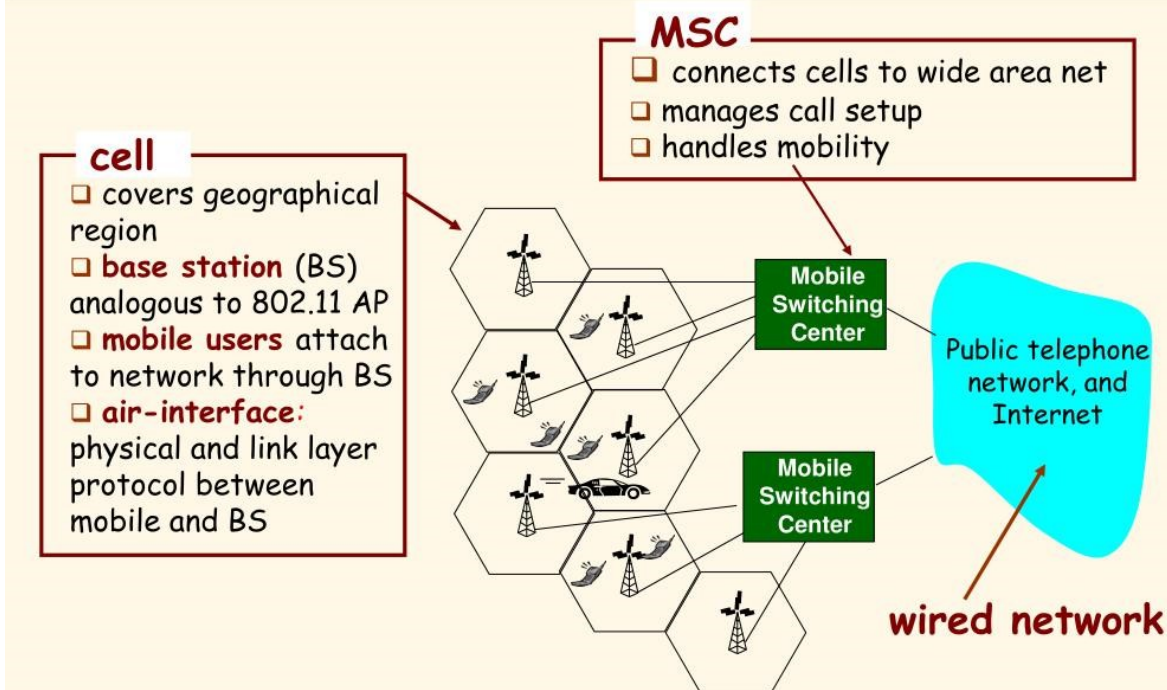 MSC
❑ connects cells to wide area net
❑ manages call setup
❑ handles mobility
cell
❑ covers geographical
region
❑ base station (BS)
analogous to 802.11 AP
❑ mobile users attach
to network through BS
❑ air-interface:
physical and link layer
protocol between
mobile and BS
Mobile
Switching
Center
Public telephone
network, and
Internet
Mobile
Switching
Center
wired network